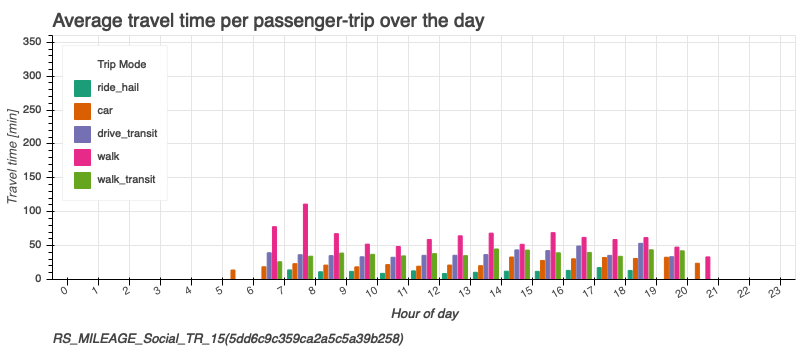 Average travel time per passenger-trip over the day
350
300
250
200
150
100
50
0
Travel time [min]
Trip Mode
ride_hail
car
drive_transit
walk
walk_transit
0 1 2 3 4 5 6 7 8 9 10 11 12 13 14 15 16 17 18 19 20 21 22 23
Hour of day
RS_MILEAGE_Social_TR_15(5dd6c9c359ca2a5c5a39b258)